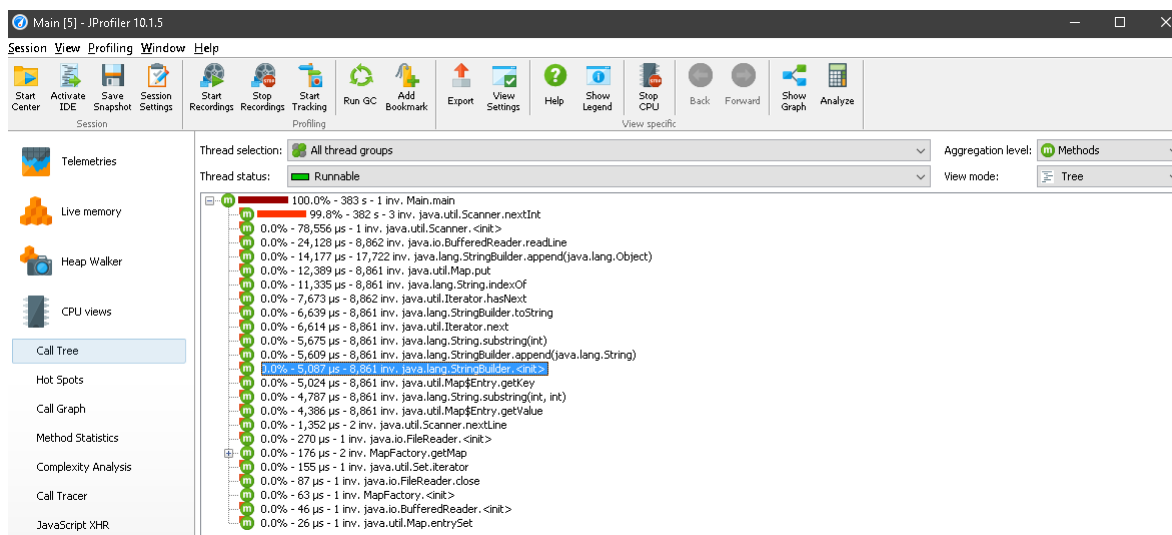 Main [5] - JProfiler 10.1.5
Session View Profiling Window Help
Start Center
Activate IDE
Save Snapshot
Session Settings
Start Recordings
Stop Recordings
Start Tracking
Run GC
Add Bookmark
Export
View Settings
Help
Show Legend
Stop CPU
Back
Forward
Show Graph
Analyze
Session
Profiling
View specific
Thread selection: All thread groups
Aggregation level: Methods
Thread status: Runnable
View mode: Tree
Telemetries
Live memory
Heap Walker
CPU views
Call Tree
Hot Spots
Call Graph
Method Statistics
Complexity Analysis
Call Tracer
JavaScript XHR
100.0% - 383 s - 1 inv. Main.main
99.8% - 382 s - 3 inv. java.util.Scanner.nextInt
0.0% - 78,556 µs - 1 inv. java.util.Scanner.<init>
0.0% - 24,128 µs - 8,862 inv. java.io.BufferedReader.readLine
0.0% - 14,177 µs - 17,722 inv. java.lang.StringBuilder.append(java.lang.Object)
0.0% - 12,389 µs - 8,861 inv. java.util.Map.put
0.0% - 11,335 µs - 8,861 inv. java.lang.String.indexOf
0.0% - 7,673 µs - 8,862 inv. java.util.Iterator.hasNext
0.0% - 6,639 µs - 8,861 inv. java.lang.StringBuilder.toString
0.0% - 6,614 µs - 8,861 inv. java.util.Iterator.next
0.0% - 5,675 µs - 8,861 inv. java.lang.String.substring(int)
0.0% - 5,609 µs - 8,861 inv. java.lang.StringBuilder.append(java.lang.String)
0.0% - 5,087 µs - 8,861 inv. java.lang.StringBuilder.<init>
0.0% - 5,024 µs - 8,861 inv. java.util.Map$Entry.getKey
0.0% - 4,787 µs - 8,861 inv. java.lang.String.substring(int, int)
0.0% - 4,386 µs - 8,861 inv. java.util.Map$Entry.getValue
0.0% - 1,352 µs - 2 inv. java.util.Scanner.nextLine
0.0% - 270 µs - 1 inv. java.io.FileReader.<init>
0.0% - 176 µs - 2 inv. MapFactory.getMap
0.0% - 155 µs - 1 inv. java.util.Set.iterator
0.0% - 87 µs - 1 inv. java.io.FileReader.close
0.0% - 63 µs - 1 inv. MapFactory.<init>
0.0% - 46 µs - 1 inv. java.io.BufferedReader.<init>
0.0% - 26 µs - 1 inv. java.util.Map.entrySet